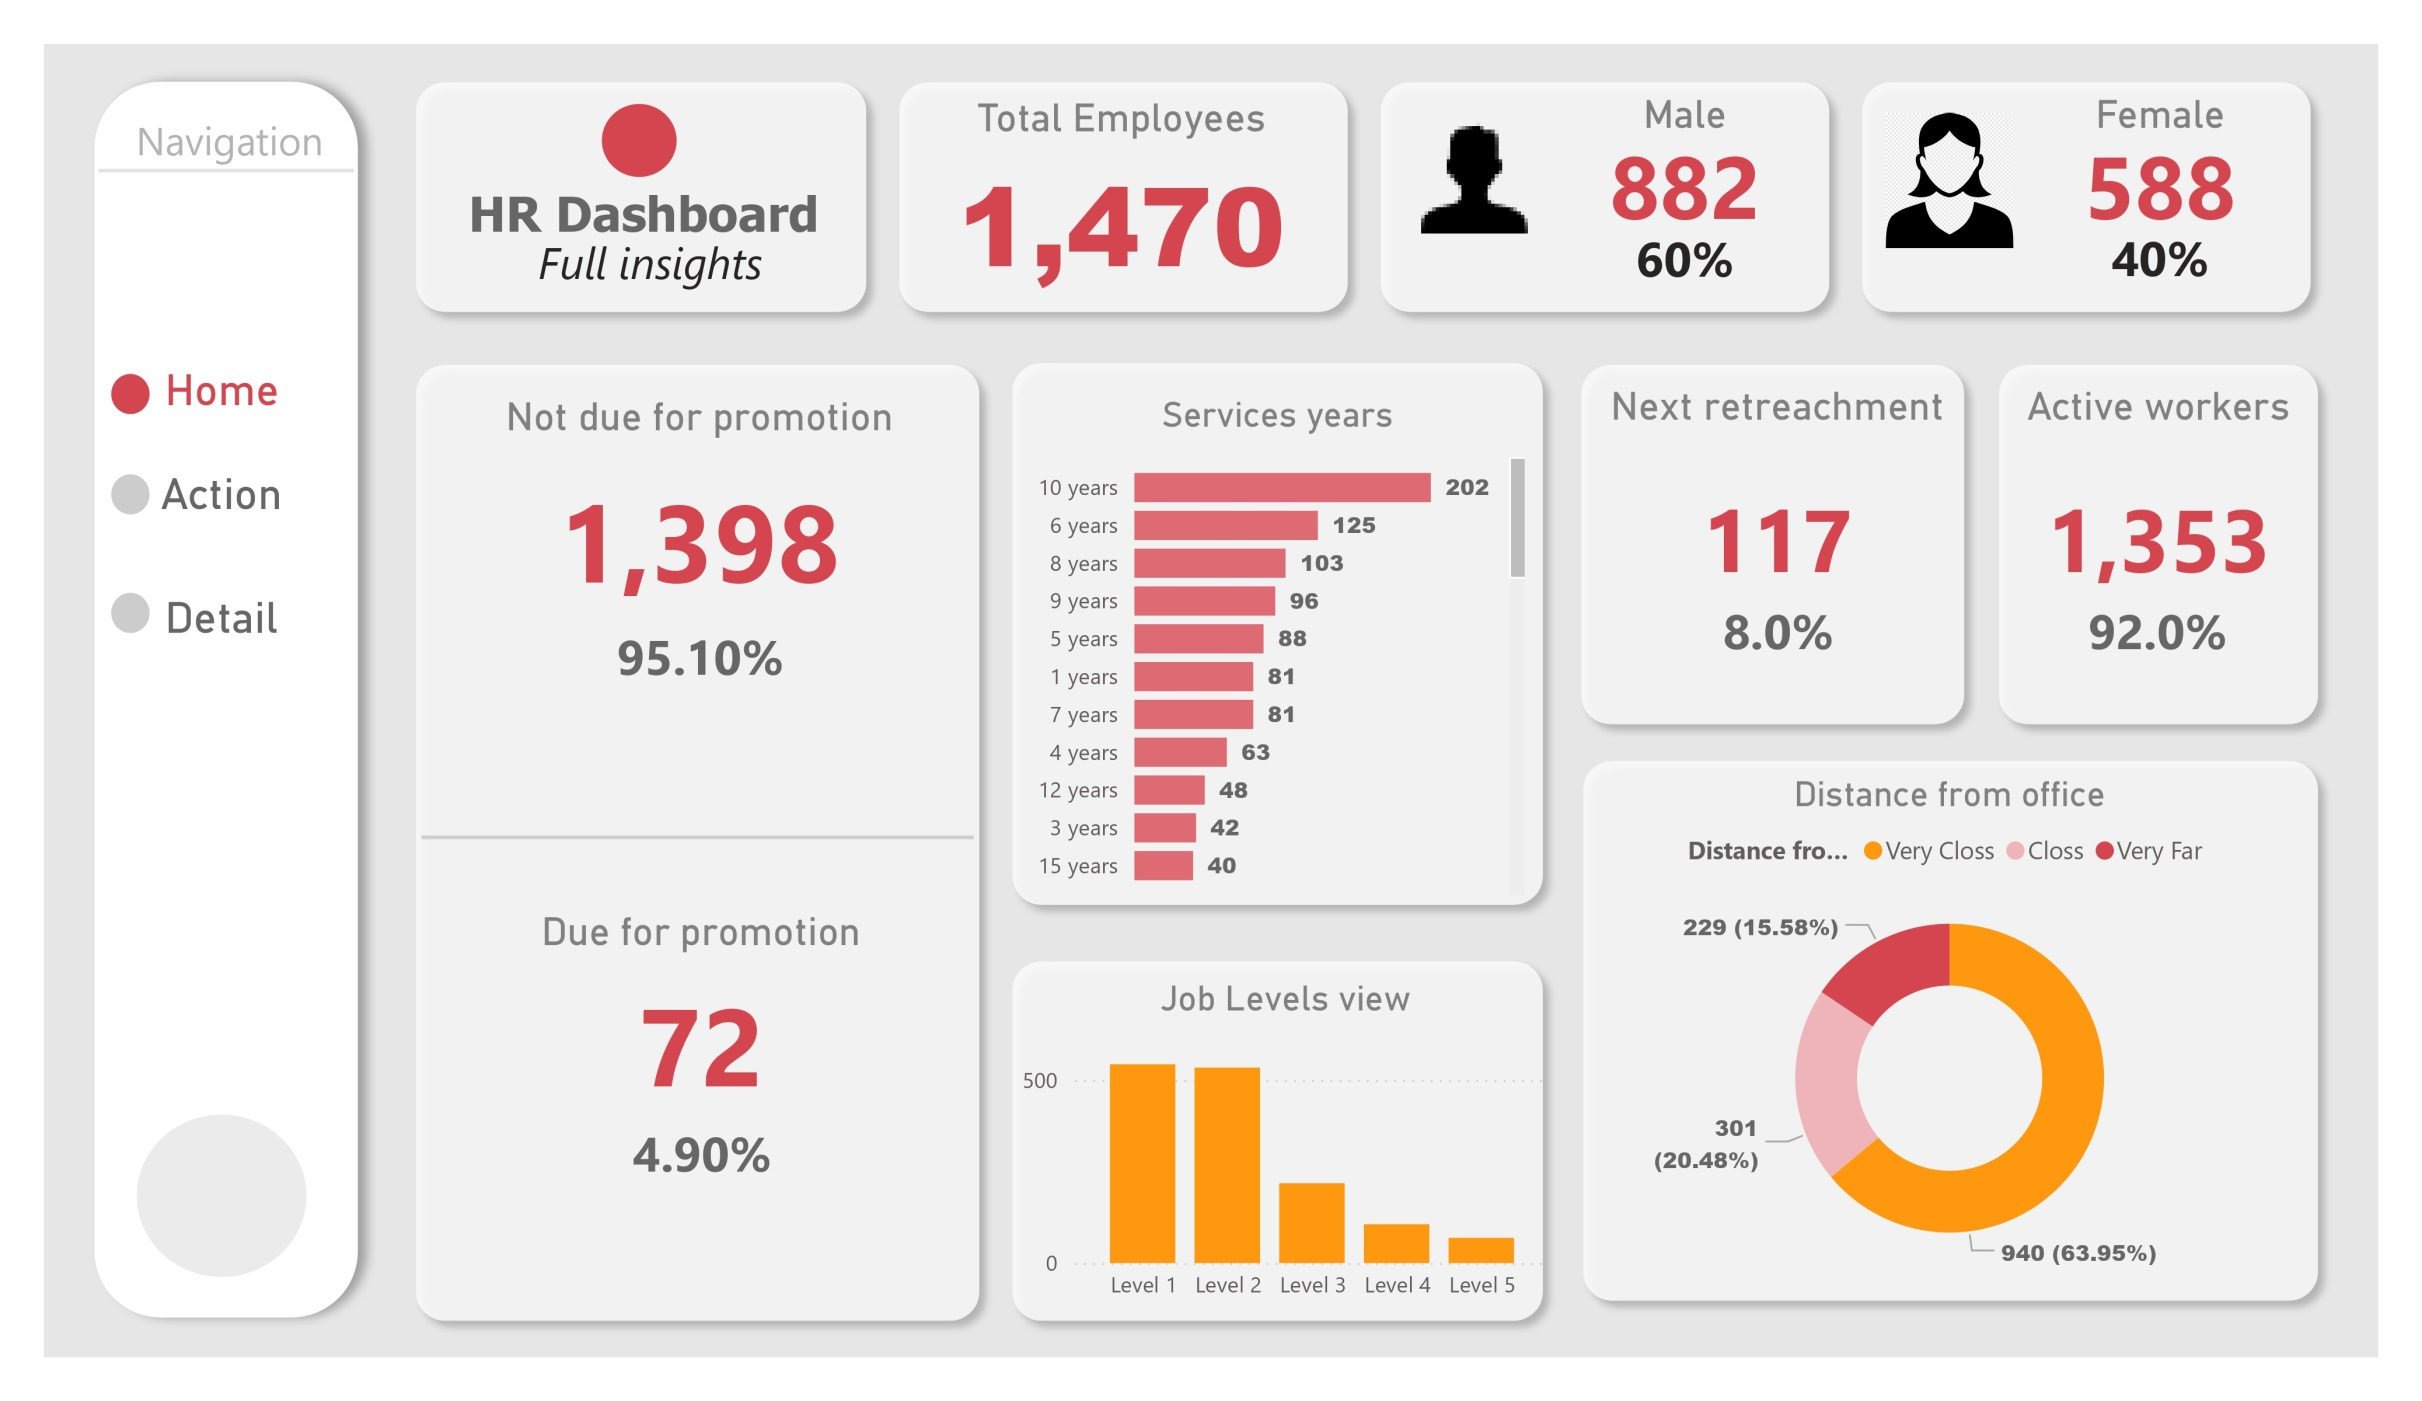 Navigation
Home
Action
Detail
HR Dashboard
Full insights
Total Employees
1,470
Male
882
60%
Female
588
40%
Not due for promotion
1,398
95.10%
Due for promotion
72
4.90%
Services years
10 years 202
6 years 125
8 years 103
9 years 96
5 years 88
1 years 81
7 years 81
4 years 63
12 years 48
3 years 42
15 years 40
Job Levels view
500
0
Level 1 Level 2 Level 3 Level 4 Level 5
Next retreachment
117
8.0%
Active workers
1,353
92.0%
Distance from office
Distance fro... Very Closs Closs Very Far
229 (15.58%)
301
(20.48%)
940 (63.95%)